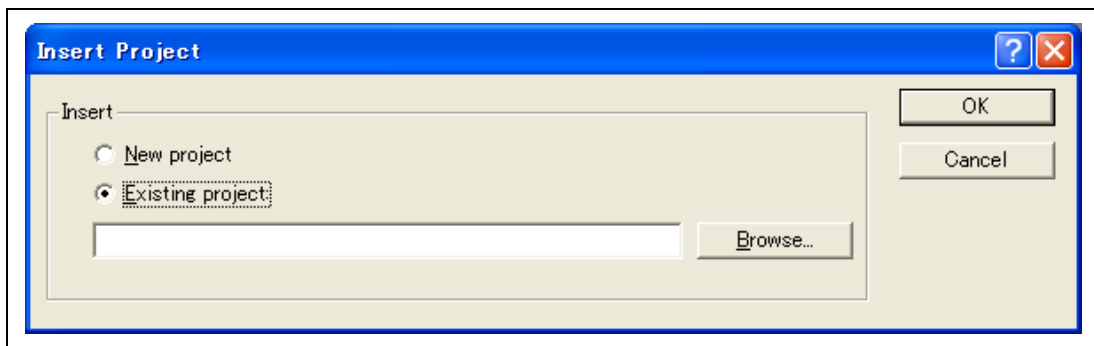 Insert Project
Insert
New project
Existing project:
Browse...
OK
Cancel